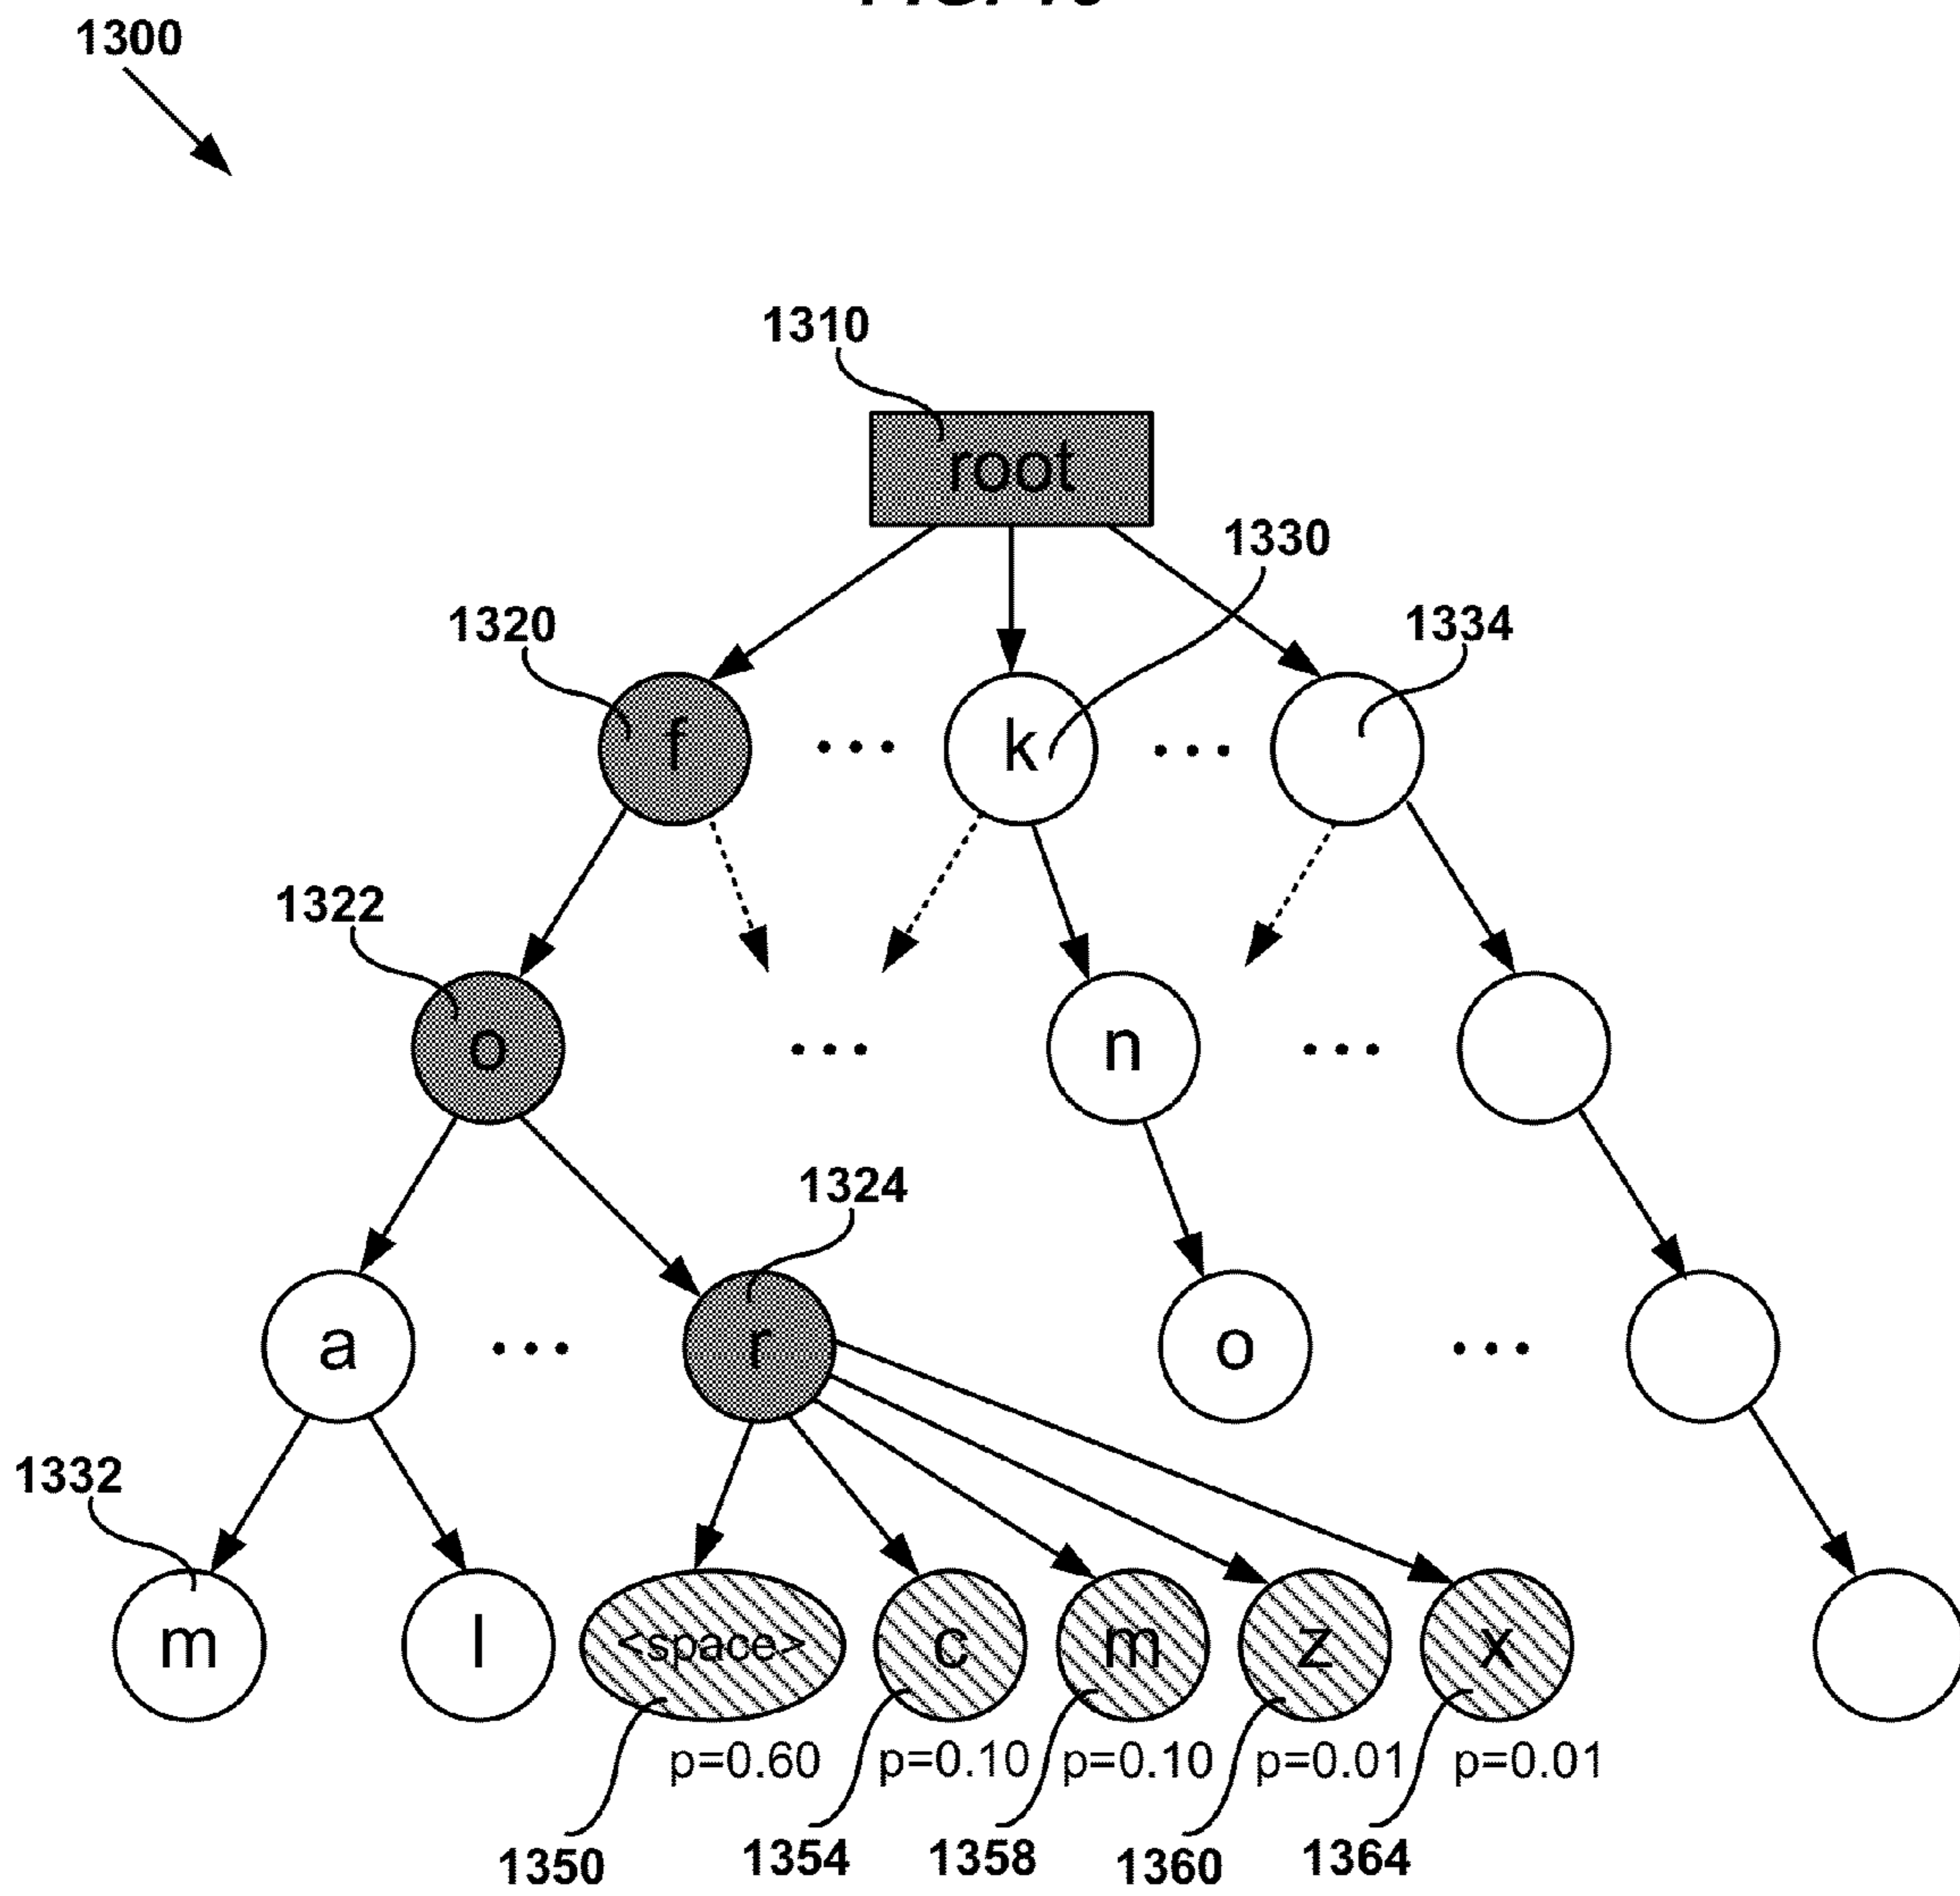 1300
1310
root
1330
1320
1334
f ... k ...
1322
o ... n ...
1324
a ... r o ...
1332
m l <space> c m z x
p=0.60 p=0.10 p=0.10 p=0.01 p=0.01
1350 1354 1358 1360 1364